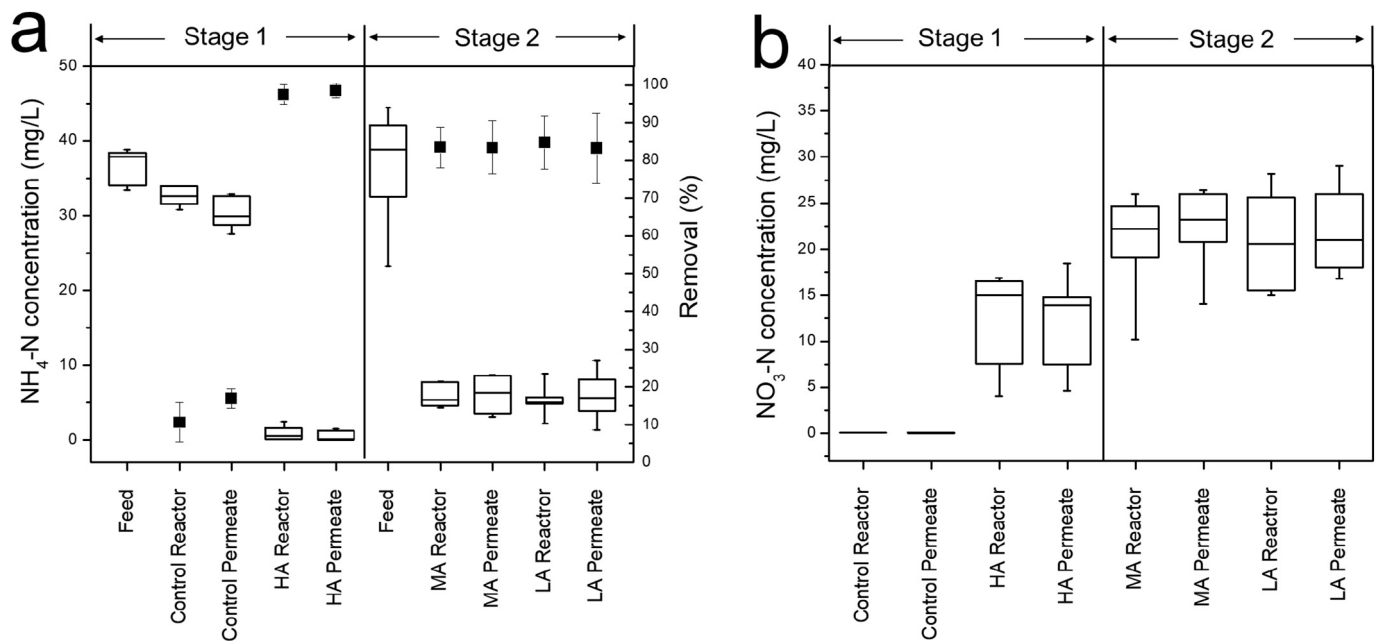 a
Stage 1
Stage 2
50
40
30
20
10
0
NH4-N concentration (mg/L)
100
90
80
70
60
50
40
30
20
10
0
Removal (%)
Feed
Control Reactor
Control Permeate
HA Reactor
HA Permeate
Feed
MA Reactor
MA Permeate
LA Reactror
LA Permeate
b
Stage 1
Stage 2
40
35
30
25
20
15
10
5
0
NO3-N concentration (mg/L)
Control Reactor
Control Permeate
HA Reactor
HA Permeate
MA Reactor
MA Permeate
LA Reactror
LA Permeate